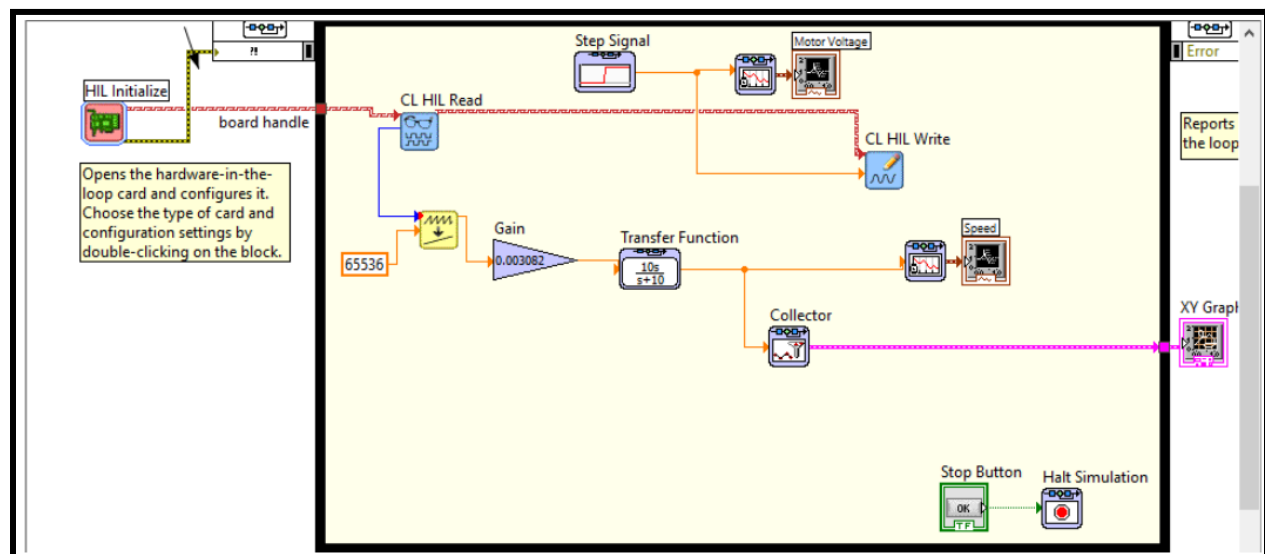 ?!
Error
Step Signal
Motor Voltage
HIL Initialize
board handle
CL HIL Read
CL HIL Write
Reports
the loop
Opens the hardware-in-the-
loop card and configures it.
Choose the type of card and
configuration settings by
double-clicking on the block.
65536
Gain
0.003082
Transfer Function
10s
s+10
Speed
Collector
XY Graph
Stop Button
OK
TF
Halt Simulation